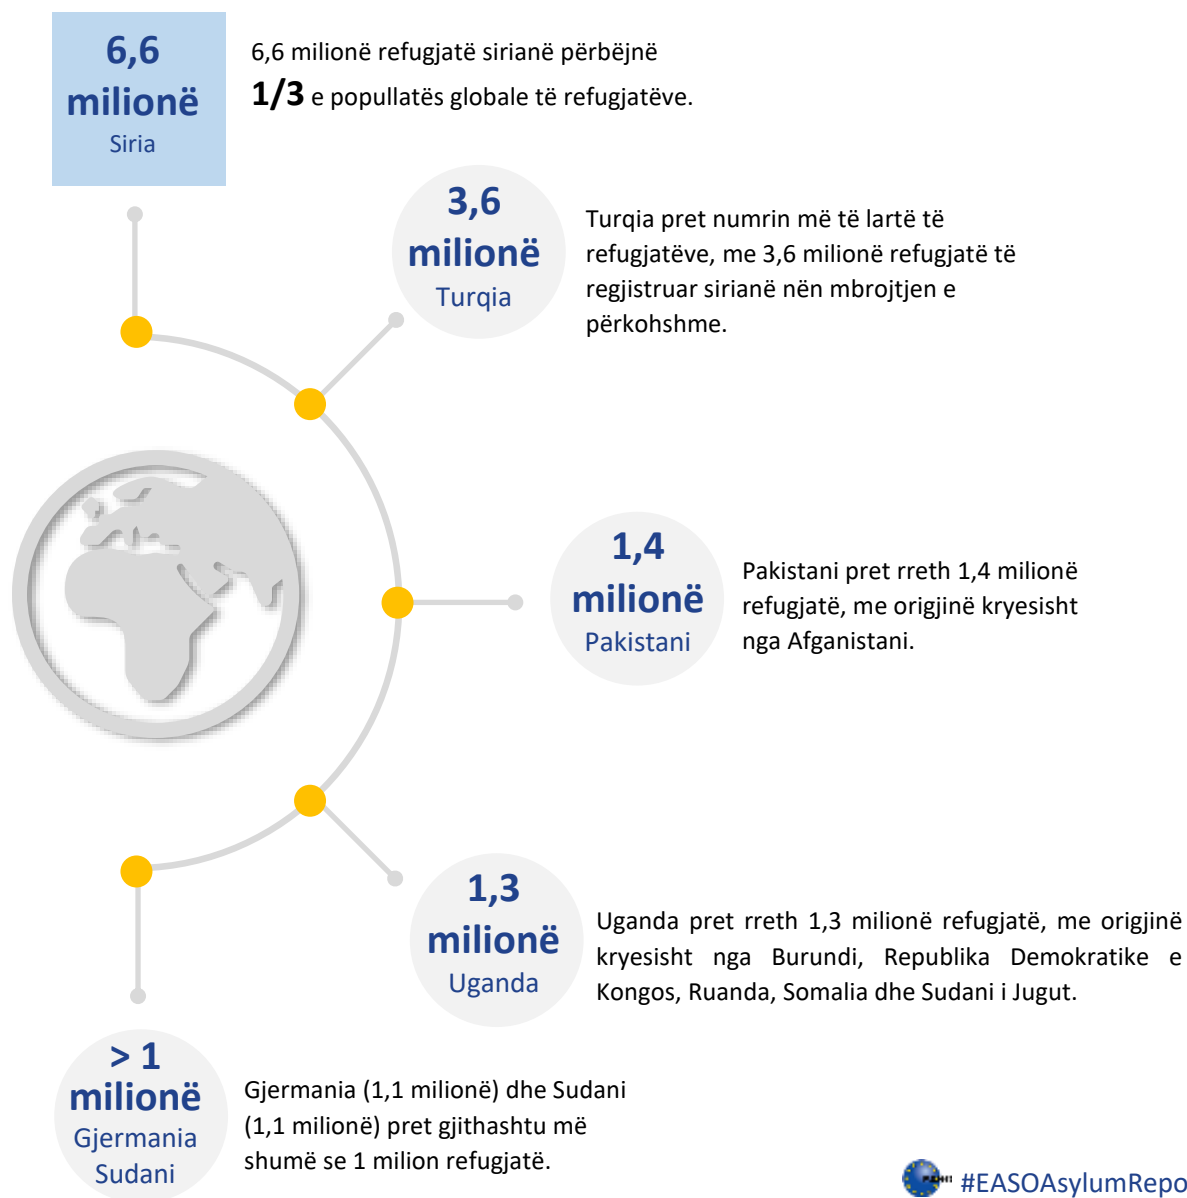 6,6
milionë
Siria
6,6 milionë refugjatë sirianë përbëjnë
1/3 e popullatës globale të refugjatëve.
3,6
milionë
Turqia
Turqia pret numrin më të lartë të
refugjatëve, me 3,6 milionë refugjatë të
regjistruar sirianë nën mbrojtjen e
përkohshme.
1,4
milionë
Pakistani
Pakistani pret rreth 1,4 milionë
refugjatë, me origjinë kryesisht
nga Afganistani.
1,3
milionë
Uganda
Uganda pret rreth 1,3 milionë refugjatë, me origjinë
kryesisht nga Burundi, Republika Demokratike e
Kongos, Ruanda, Somalia dhe Sudani i Jugut.
> 1
milionë
Gjermania
Sudani
Gjermania (1,1 milionë) dhe Sudani
(1,1 milionë) pret gjithashtu më
shumë se 1 milion refugjatë.
#EASOAsylumRepo